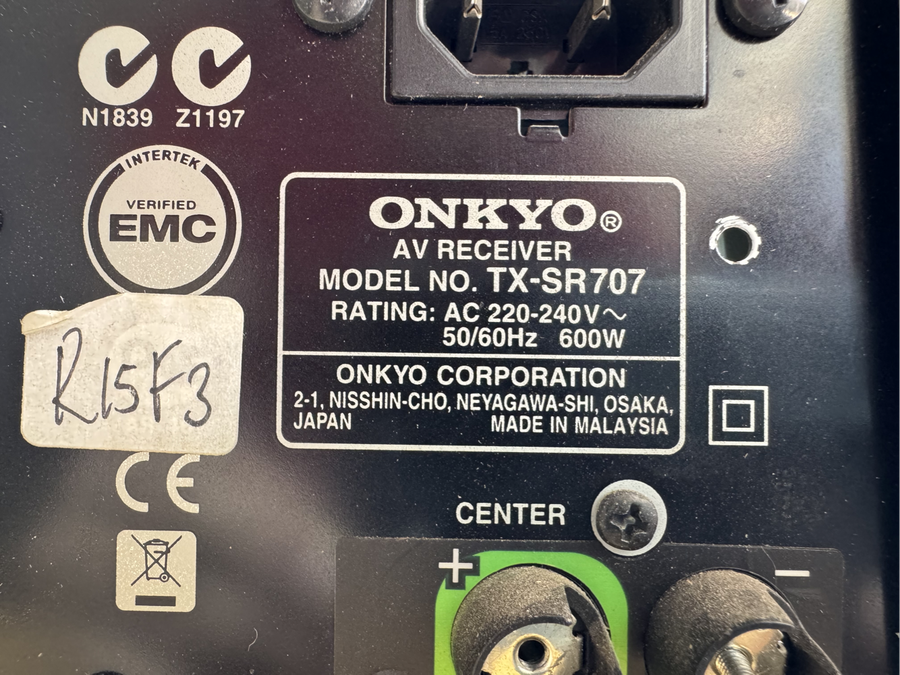 N1839 Z1197
INTERTEK
VERIFIED
EMC
ONKYO®
AV RECEIVER
MODEL NO. TX-SR707
RATING: AC 220-240V～
50/60Hz 600W
ONKYO CORPORATION
2-1, NISSHIN-CHO, NEYAGAWA-SHI, OSAKA,
JAPAN MADE IN MALAYSIA
R15F3
CE
CENTER
+ −